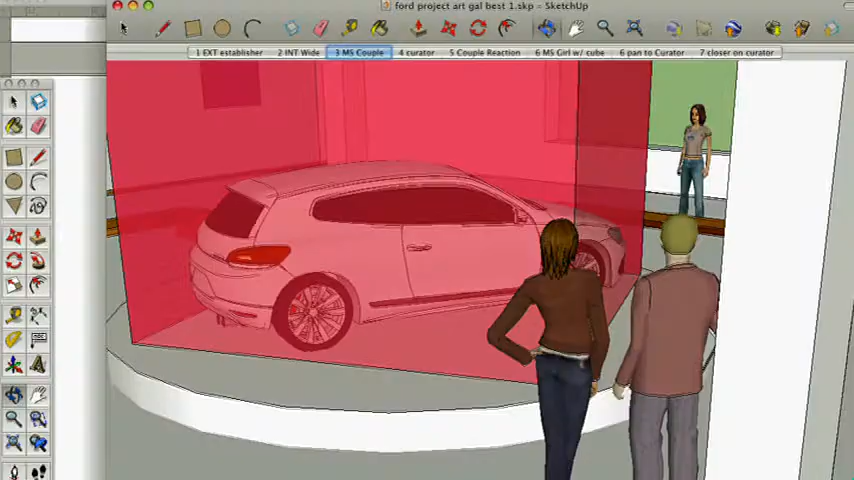 ford project art gal best 1.skp – SketchUp
1 EXT establisher 2 INT Wide 3 MS Couple 4 curator 5 Couple Reaction 6 MS Girl w/ cube 6 pan to Curator 7 closer on curator